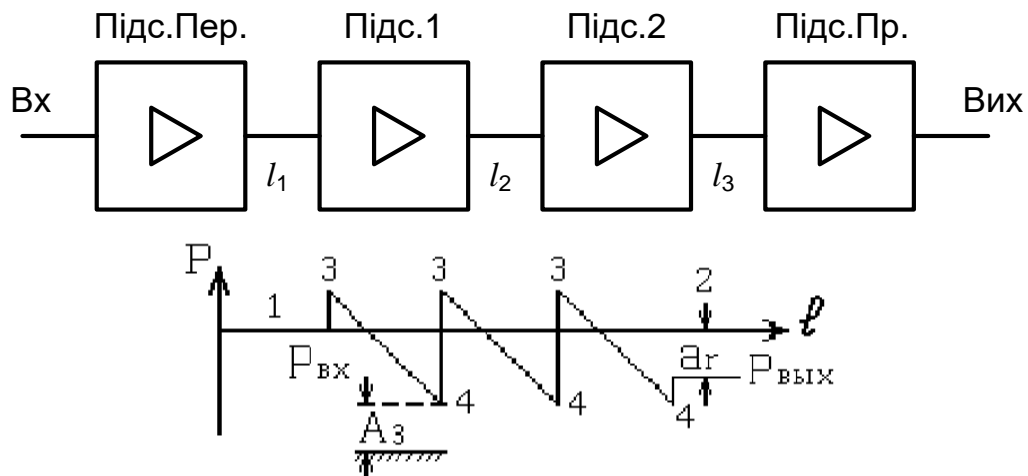 Підс.Пер. Підс.1 Підс.2 Підс.Пр.
Вх Вих
l1 l2 l3
P 3 3 3 2
1 ℓ
Pвх ar Pвых
4 4 4
Aз